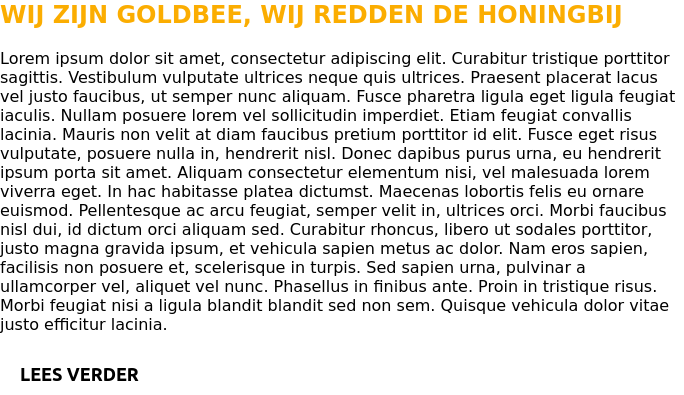 WIJ ZIJN GOLDBEE, WIJ REDDEN DE HONINGBIJ
Lorem ipsum dolor sit amet, consectetur adipiscing elit. Curabitur tristique porttitor
sagittis. Vestibulum vulputate ultrices neque quis ultrices. Praesent placerat lacus
vel justo faucibus, ut semper nunc aliquam. Fusce pharetra ligula eget ligula feugiat
iaculis. Nullam posuere lorem vel sollicitudin imperdiet. Etiam feugiat convallis
lacinia. Mauris non velit at diam faucibus pretium porttitor id elit. Fusce eget risus
vulputate, posuere nulla in, hendrerit nisl. Donec dapibus purus urna, eu hendrerit
ipsum porta sit amet. Aliquam consectetur elementum nisi, vel malesuada lorem
viverra eget. In hac habitasse platea dictumst. Maecenas lobortis felis eu ornare
euismod. Pellentesque ac arcu feugiat, semper velit in, ultrices orci. Morbi faucibus
nisl dui, id dictum orci aliquam sed. Curabitur rhoncus, libero ut sodales porttitor,
justo magna gravida ipsum, et vehicula sapien metus ac dolor. Nam eros sapien,
facilisis non posuere et, scelerisque in turpis. Sed sapien urna, pulvinar a
ullamcorper vel, aliquet vel nunc. Phasellus in finibus ante. Proin in tristique risus.
Morbi feugiat nisi a ligula blandit blandit sed non sem. Quisque vehicula dolor vitae
justo efficitur lacinia.
LEES VERDER